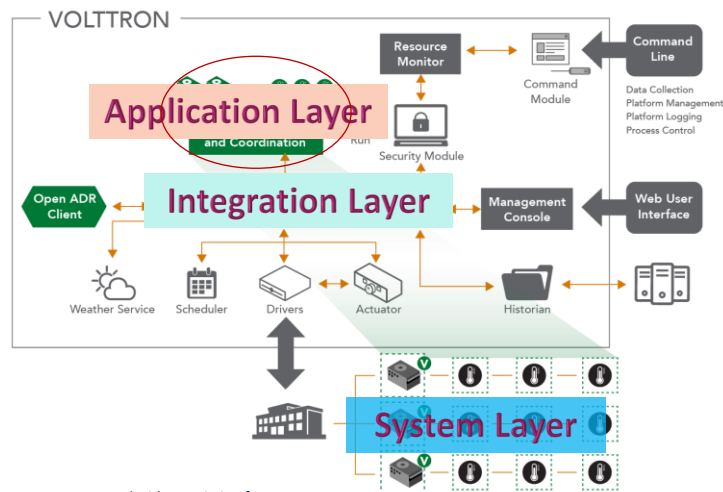 VOLTTRON
Resource
Monitor
Command
Module
Command
Line
Data Collection
Platform Management
Platform Logging
Process Control
Application Layer
and Coordination
Run
Security Module
Open ADR
Client
Integration Layer
Management
Console
Web User
Interface
Weather Service
Scheduler
Drivers
Actuator
Historian
V
System Layer
V